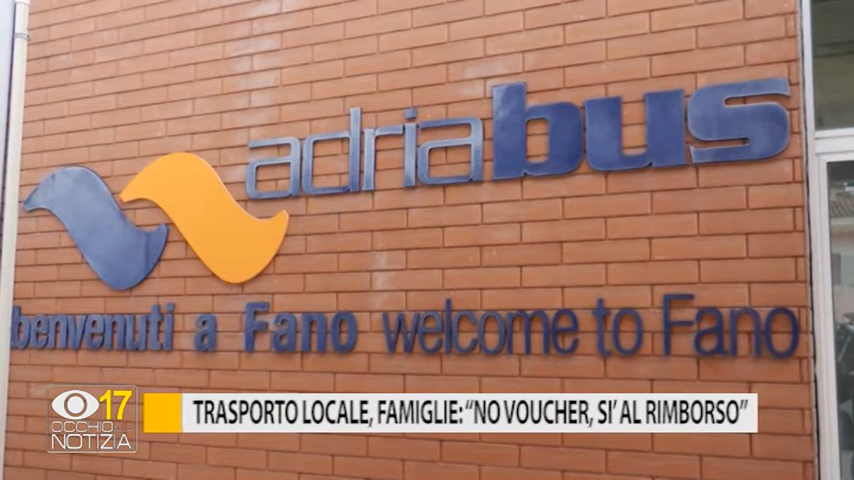 adriabus
benvenuti a Fano welcome to Fano
17
OCCHIO ALLA
NOTIZIA
TRASPORTO LOCALE, FAMIGLIE: “NO VOUCHER, SI’ AL RIMBORSO”